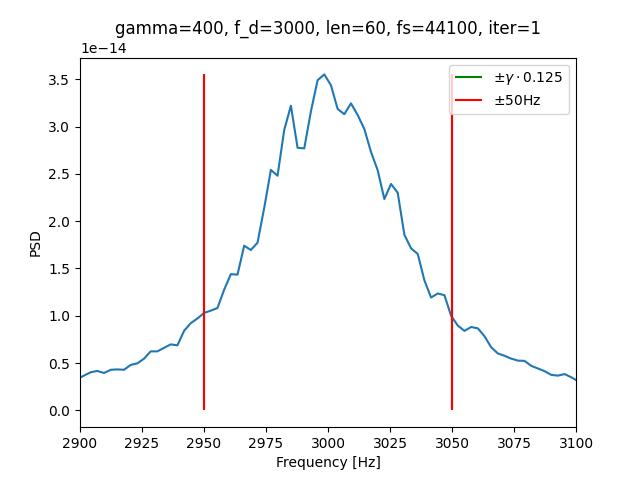 gamma=400, f_d=3000, len=60, fs=44100, iter=1
1e−14
±γ · 0.125
±50Hz
3.5
3.0
2.5
2.0
1.5
1.0
0.5
0.0
PSD
2900 2925 2950 2975 3000 3025 3050 3075 3100
Frequency [Hz]